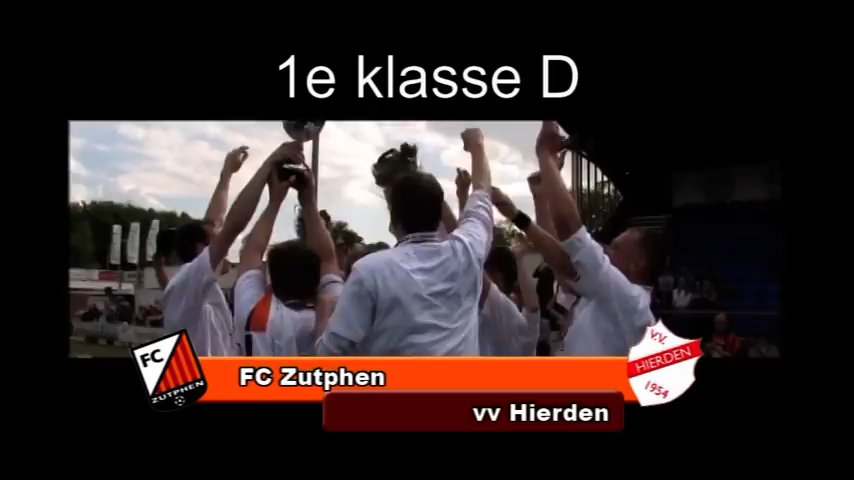 1e klasse D
FC
ZUTPHEN
FC Zutphen
V.V.
HIERDEN
1954
vv Hierden